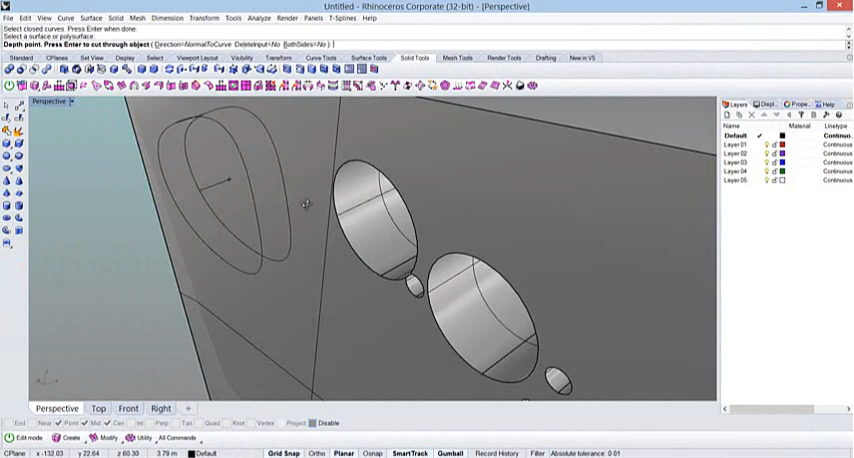 Untitled - Rhinoceros Corporate (32-bit) - [Perspective]
File Edit View Curve Surface Solid Mesh Dimension Transform Tools Analyze Render Panels T-Splines Help
Select closed curves. Press Enter when done:
Select a surface or polysurface:
Depth point. Press Enter to cut through object ( Direction=NormalToCurve DeleteInput=No BothSides=No ):
Standard CPlanes Set View Display Select Viewport Layout Visibility Transform Curve Tools Surface Tools Solid Tools Mesh Tools Render Tools Drafting New in V5
Perspective
Layers Displ... Prope... Help
Name Material Linetype
Default Continuo...
Layer 01 Continuous
Layer 02 Continuous
Layer 03 Continuous
Layer 04 Continuous
Layer 05 Continuous
Perspective Top Front Right
End Near Point Mid Cen Int Perp Tan Quad Knot Vertex Project Disable
Edit mode Create Modify Utility All Commands
CPlane x -132.03 y 22.64 z 60.30 3.79 m Default Grid Snap Ortho Planar Osnap SmartTrack Gumball Record History Filter Absolute tolerance: 0.01